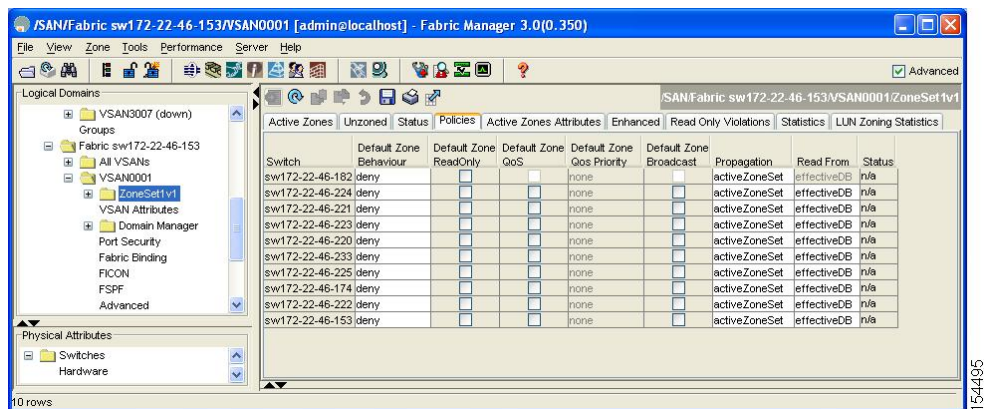 /SAN/Fabric sw172-22-46-153/VSAN0001 [admin@localhost] - Fabric Manager 3.0(0.350)
File View Zone Tools Performance Server Help
Advanced
Logical Domains
VSAN3007 (down)
Groups
Fabric sw172-22-46-153
All VSANs
VSAN0001
ZoneSet1v1
VSAN Attributes
Domain Manager
Port Security
Fabric Binding
FICON
FSPF
Advanced
Physical Attributes
Switches
Hardware
/SAN/Fabric sw172-22-46-153/VSAN0001/ZoneSet1v1
Active Zones Unzoned Status Policies Active Zones Attributes Enhanced Read Only Violations Statistics LUN Zoning Statistics
Default Zone Default Zone Default Zone Default Zone Default Zone
Switch Behaviour ReadOnly QoS Qos Priority Broadcast Propagation Read From Status
sw172-22-46-182 deny none activeZoneSet effectiveDB n/a
sw172-22-46-224 deny none activeZoneSet effectiveDB n/a
sw172-22-46-221 deny none activeZoneSet effectiveDB n/a
sw172-22-46-223 deny none activeZoneSet effectiveDB n/a
sw172-22-46-220 deny none activeZoneSet effectiveDB n/a
sw172-22-46-233 deny none activeZoneSet effectiveDB n/a
sw172-22-46-225 deny none activeZoneSet effectiveDB n/a
sw172-22-46-174 deny none activeZoneSet effectiveDB n/a
sw172-22-46-222 deny none activeZoneSet effectiveDB n/a
sw172-22-46-153 deny none activeZoneSet effectiveDB n/a
10 rows
154495